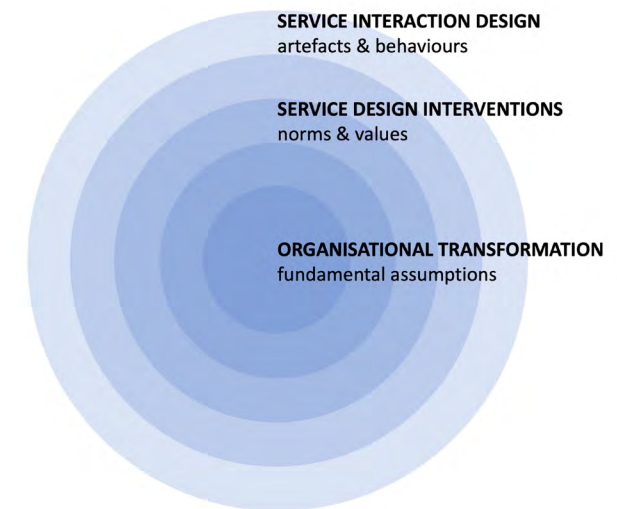 SERVICE INTERACTION DESIGN
artefacts & behaviours
SERVICE DESIGN INTERVENTIONS
norms & values
ORGANISATIONAL TRANSFORMATION
fundamental assumptions